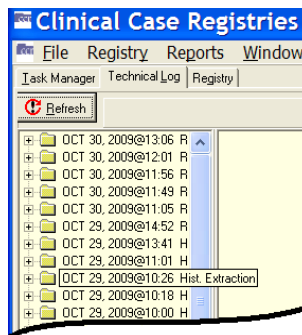 Clinical Case Registries
File Registry Reports Window
Task Manager Technical Log Registry
Refresh
OCT 30, 2009@13:06 R
OCT 30, 2009@12:01 R
OCT 30, 2009@11:56 R
OCT 30, 2009@11:49 R
OCT 30, 2009@11:05 R
OCT 29, 2009@14:52 R
OCT 29, 2009@13:41 H
OCT 29, 2009@11:01 H
OCT 29, 2009@10:26 Hist. Extraction
OCT 29, 2009@10:18 H
OCT 29, 2009@10:00 H